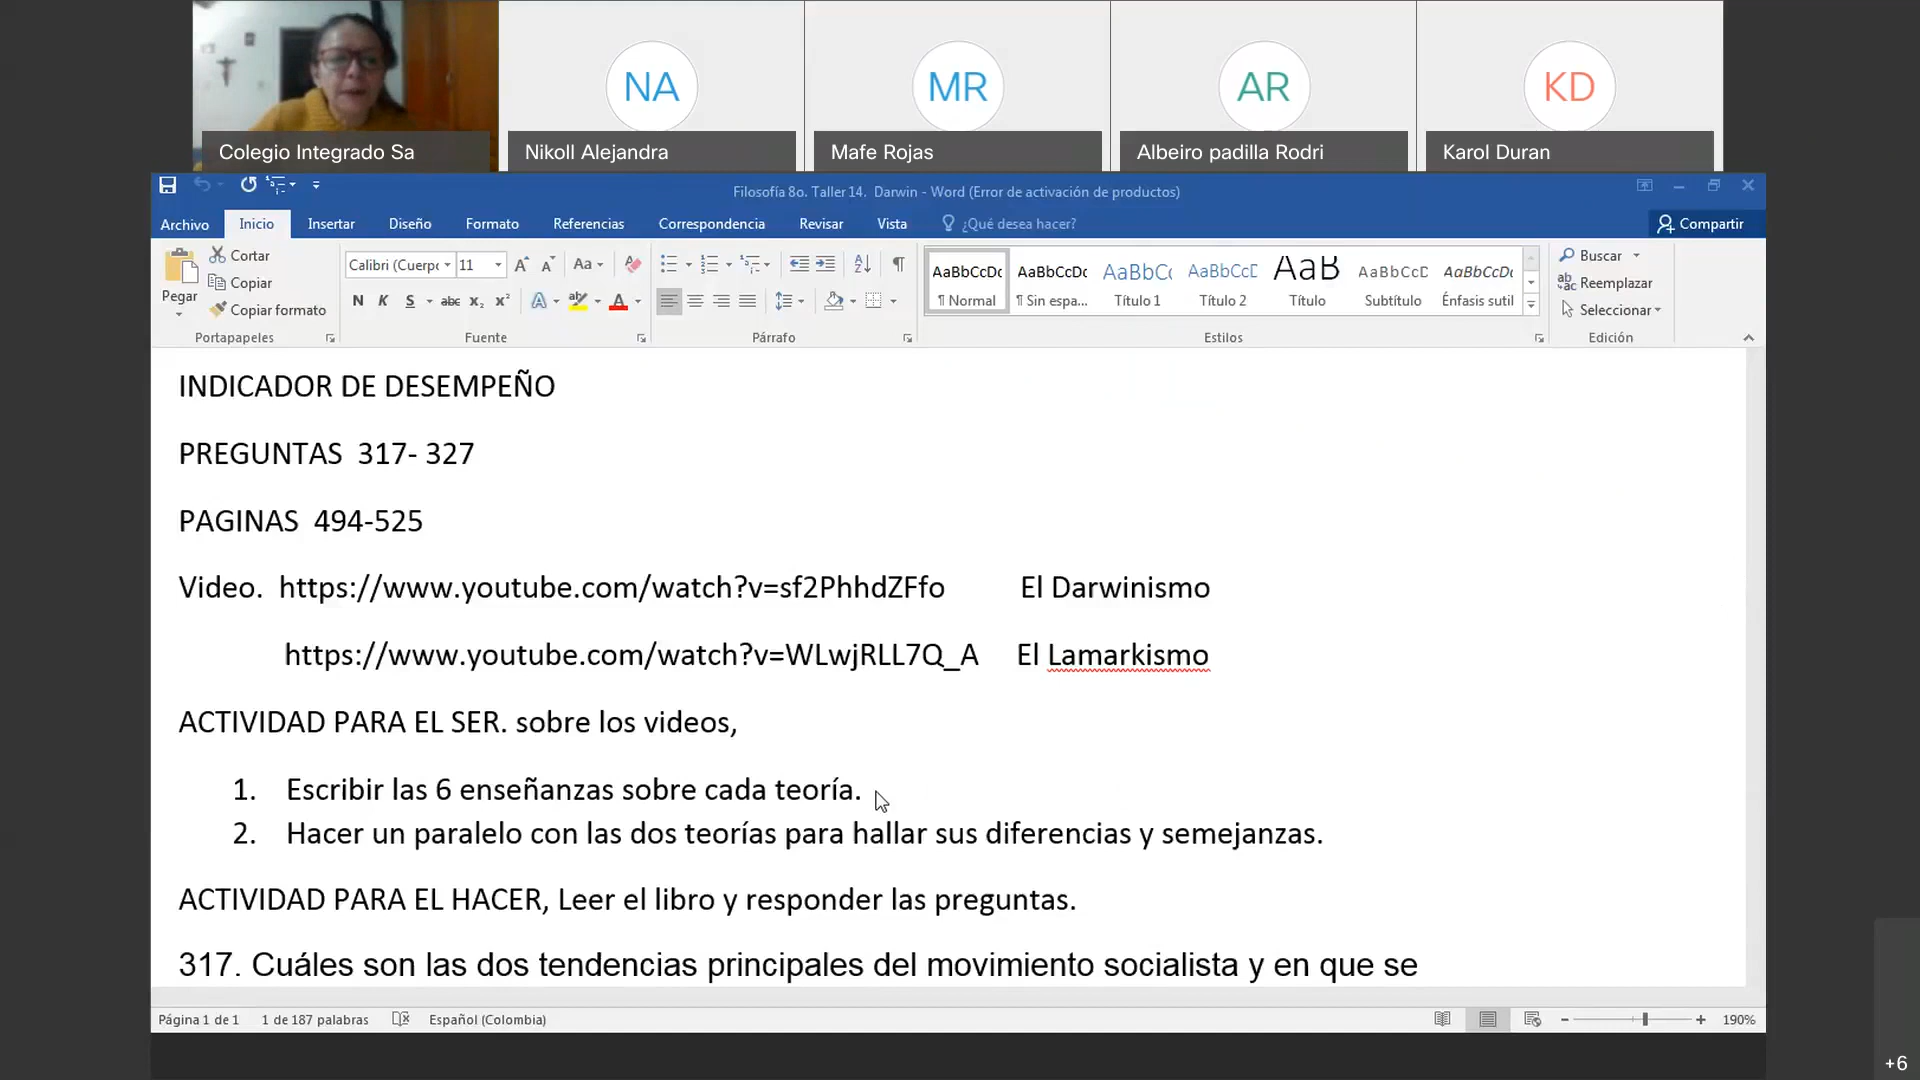 NA
MR
AR
KD
Colegio Integrado Sa
Nikoll Alejandra
Mafe Rojas
Albeiro padilla Rodri
Karol Duran
Filosofía 8o. Taller 14. Darwin - Word (Error de activación de productos)
Archivo
Inicio
Insertar
Diseño
Formato
Referencias
Correspondencia
Revisar
Vista
¿Qué desea hacer?
Compartir
Pegar
Cortar
Copiar
Copiar formato
Portapapeles
Calibri (Cuerpc
11
Aa
N K S abc x₂ x²
A
Fuente
Párrafo
AaBbCcDc
¶ Normal
AaBbCcDc
¶ Sin espa...
AaBbCc
Título 1
AaBbCcD
Título 2
AaB
Título
AaBbCcD
Subtítulo
AaBbCcDc
Énfasis sutil
Estilos
Buscar
Reemplazar
Seleccionar
Edición
INDICADOR DE DESEMPEÑO
PREGUNTAS 317- 327
PAGINAS 494-525
Video. https://www.youtube.com/watch?v=sf2PhhdZFfo El Darwinismo
https://www.youtube.com/watch?v=WLwjRLL7Q_A El Lamarkismo
ACTIVIDAD PARA EL SER. sobre los videos,
1. Escribir las 6 enseñanzas sobre cada teoría.
2. Hacer un paralelo con las dos teorías para hallar sus diferencias y semejanzas.
ACTIVIDAD PARA EL HACER, Leer el libro y responder las preguntas.
317. Cuáles son las dos tendencias principales del movimiento socialista y en que se
Página 1 de 1
1 de 187 palabras
Español (Colombia)
190%
+6